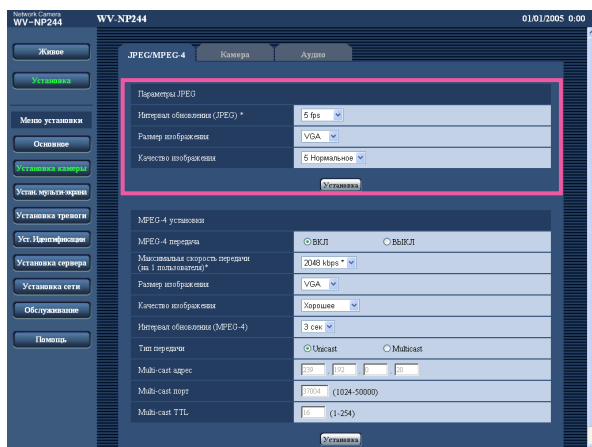 Network Camera
WV-NP244
WV-NP244
01/01/2005 0:00
Живое
Установка
Меню установки
Основное
Установка камеры
Устан. мульти-экрана
Установка тревоги
Уст. Идентификации
Установка сервера
Установка сети
Обслуживание
Помощь
JPEG/MPEG-4
Камера
Аудио
Параметры JPEG
Интервал обновления (JPEG) * 5 fps
Размер изображения VGA
Качество изображения 5 Нормальное
Установка
MPEG-4 установки
MPEG-4 передача ВКЛ ВЫКЛ
Максимальная скорость передачи
(на 1 пользователя)* 2048 kbps *
Размер изображения VGA
Качество изображения Хорошее
Интервал обновления (MPEG-4) 3 сек
Тип передачи Unicast Multicast
Multi-cast адрес 239 . 192 . 0 . 20
Multi-cast порт 37004 (1024-50000)
Multi-cast TTL 16 (1-254)
Установка